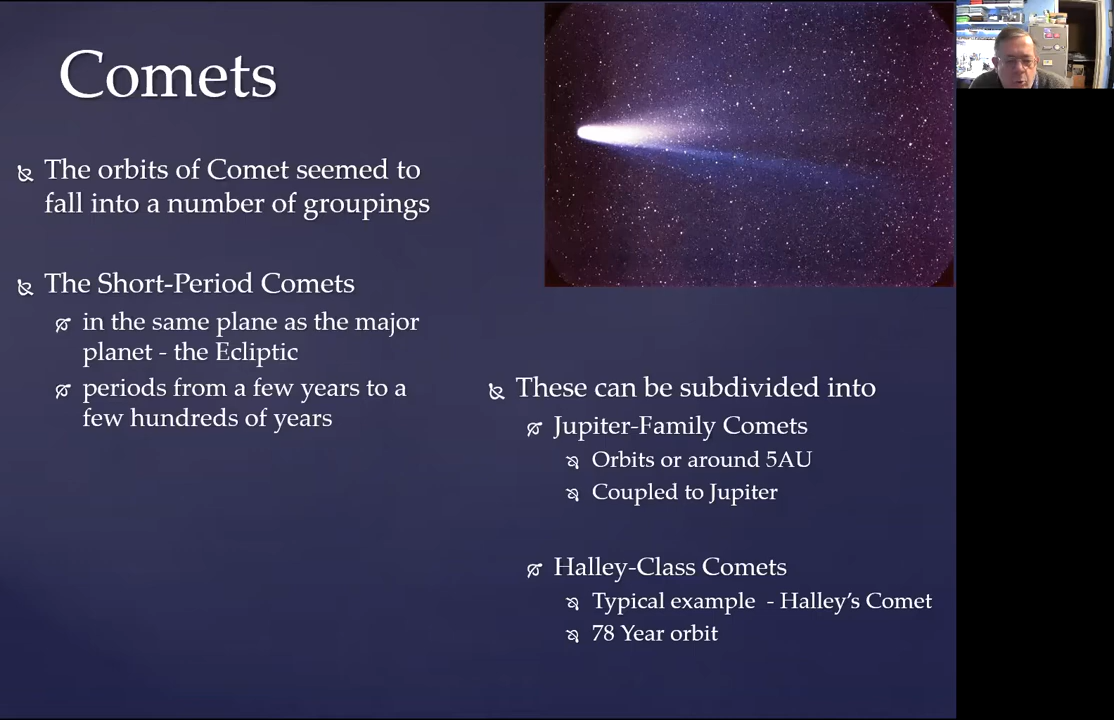 Comets
The orbits of Comet seemed to
fall into a number of groupings
The Short-Period Comets
in the same plane as the major
planet - the Ecliptic
periods from a few years to a
few hundreds of years
These can be subdivided into
Jupiter-Family Comets
Orbits or around 5AU
Coupled to Jupiter
Halley-Class Comets
Typical example - Halley's Comet
78 Year orbit